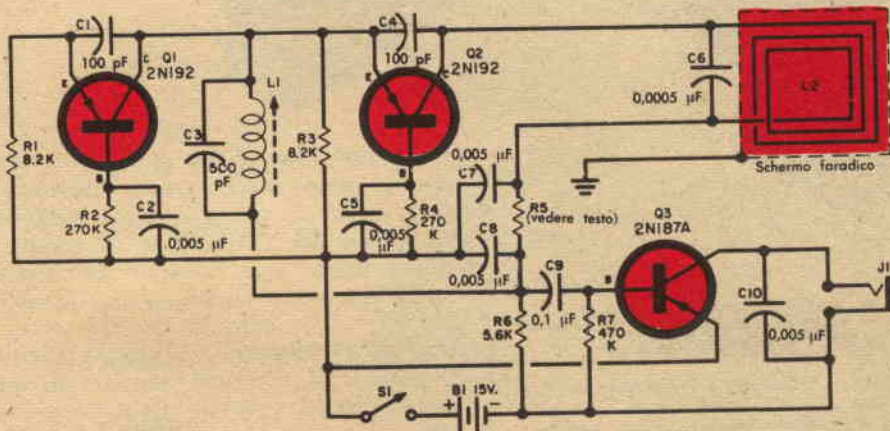 C1
100 pF
Q1
2N192
E
C
B
R1
8.2K
R2
270K
C2
0,005 µF
C3
500
pF
L1
R3
8.2K
C4
100 pF
Q2
2N192
E
C
B
C5
0,005
µF
R4
270
K
0,005 µF
C7
C8
0,005 µF
R5
(vedere testo)
C6
0,0005 µF
L2
Schermo faradico
Q3
2N187A
B
C9
0,1 µF
R6
5.6K
R7
470
K
C10
0,005 µF
J1
S1
+
B1 15V.
−